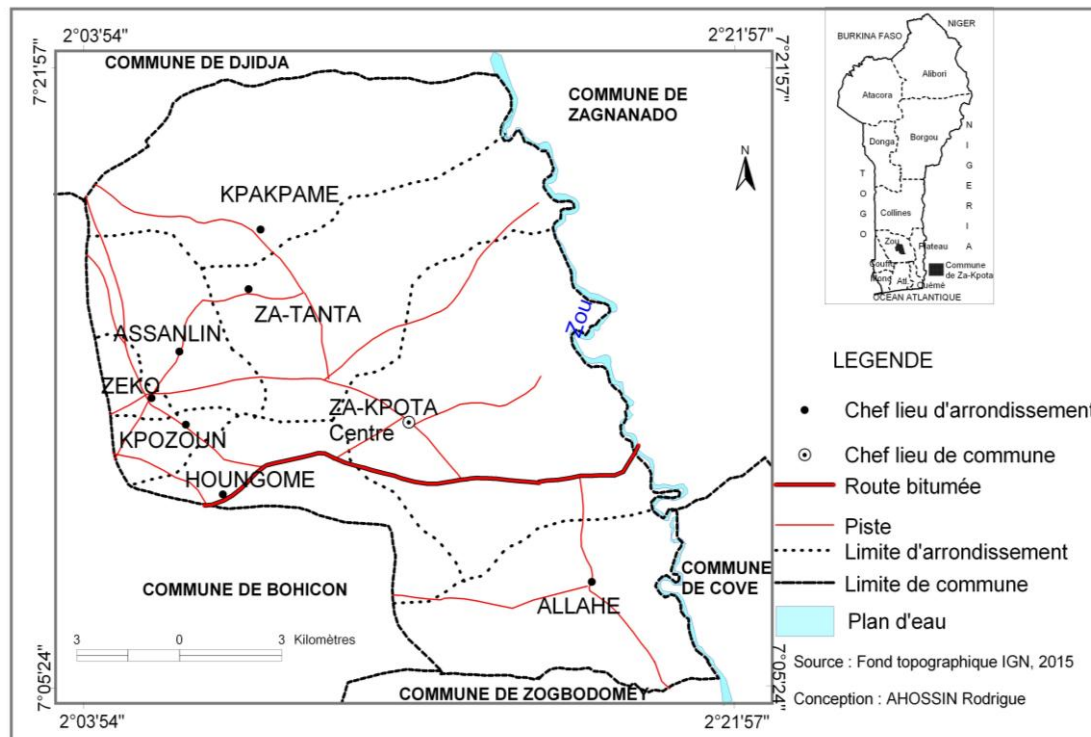 2°03'54"
2°21'57"
7°21'57"
7°21'57"
COMMUNE DE DJIDJA
COMMUNE DE
ZAGNANADO
N
KPAKPAME
ZA-TANTA
ASSANLIN
Zou
ZEKO
ZA-KPOTA
Centre
KPOZOUN
HOUNGOME
COMMUNE DE BOHICON
ALLAHE
COMMUNE
DE COVE
3 0 3 Kilomètres
COMMUNE DE ZOGBODOMEY
7°05'24"
7°05'24"
2°03'54"
2°21'57"
NIGER
BURKINA FASO
Alibori
Atacora
Borgou
Donga
TOGO
NIGERIA
Collines
Zou
Plateau
Commune
de Za-Kpota
Mono
Atl.
Ouémé
OCEAN ATLANTIQUE
LEGENDE
Chef lieu d'arrondissement
Chef lieu de commune
Route bitumée
Piste
Limite d'arrondissement
Limite de commune
Plan d'eau
Source : Fond topographique IGN, 2015
Conception : AHOSSIN Rodrigue